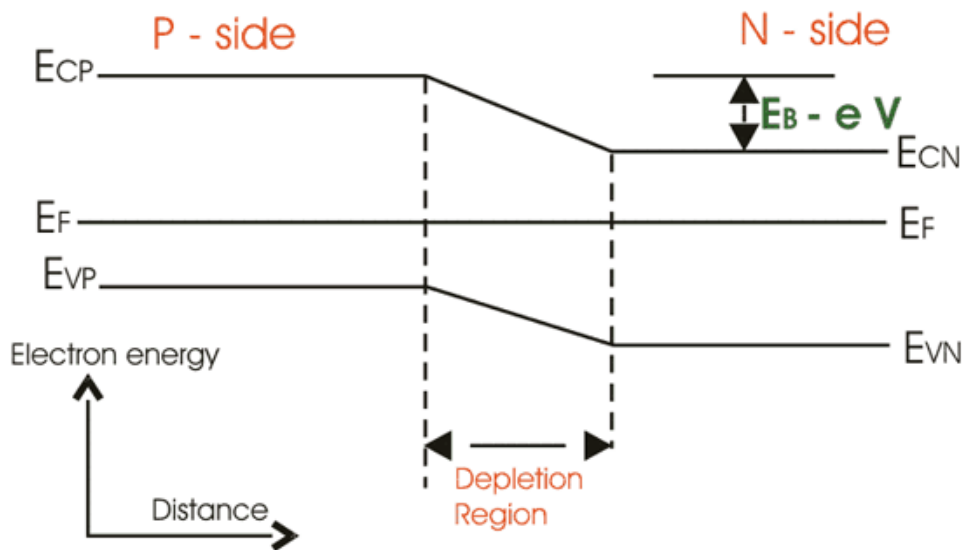 P - side
N - side
ECP
EB - e V
ECN
EF
EF
EVP
EVN
Electron energy
Depletion
Region
Distance